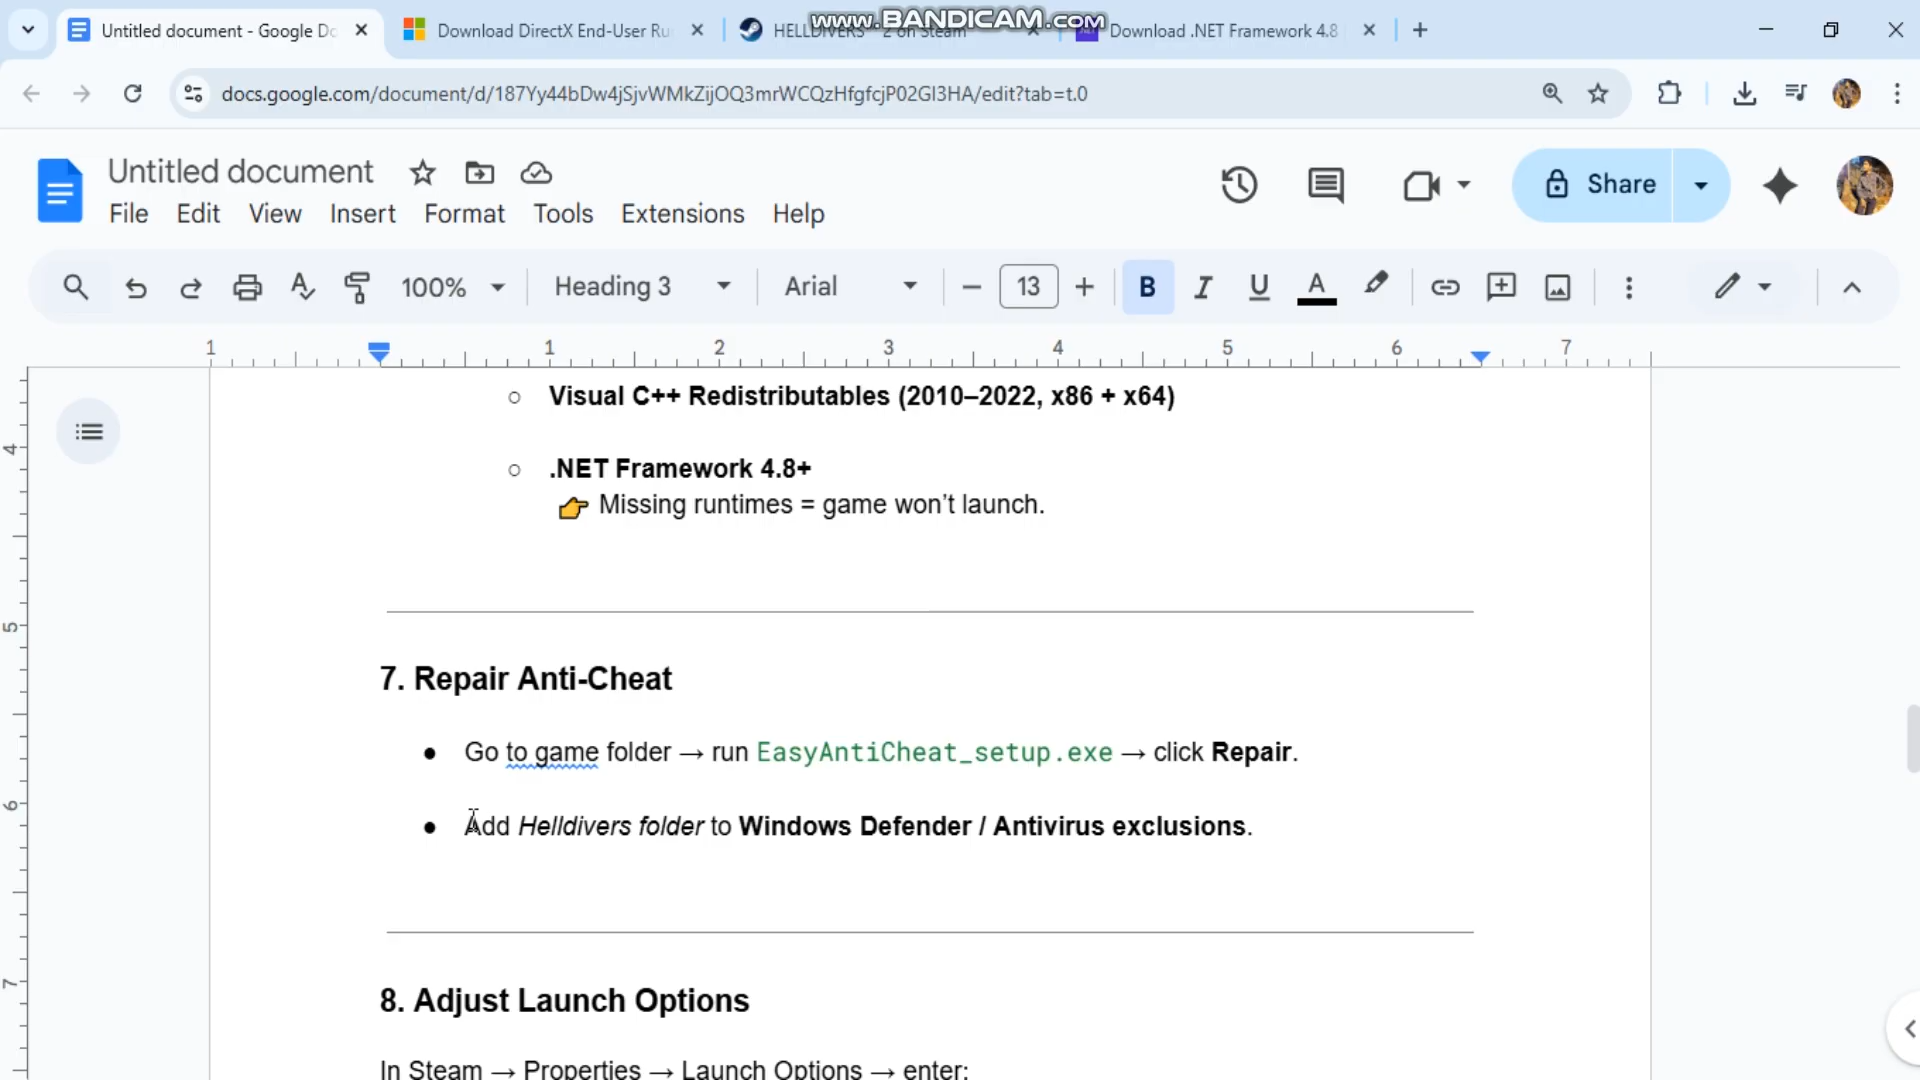 www.BANDICAM.com
Untitled document - Google Do
Download DirectX End-User Ru
HELLDIVERS™ 2 on Steam
Download .NET Framework 4.8
docs.google.com/document/d/187Yy44bDw4jSjvWMkZijOQ3mrWCQzHfgfcjP02GI3HA/edit?tab=t.0
Untitled document
File Edit View Insert Format Tools Extensions Help
Share
100% Heading 3 Arial 13 B I U A
1 1 2 3 4 5 6 7
4
5
6
7
○ Visual C++ Redistributables (2010–2022, x86 + x64)
○ .NET Framework 4.8+
👉 Missing runtimes = game won’t launch.
7. Repair Anti-Cheat
● Go to game folder → run EasyAntiCheat_setup.exe → click Repair.
● Add Helldivers folder to Windows Defender / Antivirus exclusions.
8. Adjust Launch Options
In Steam → Properties → Launch Options → enter: